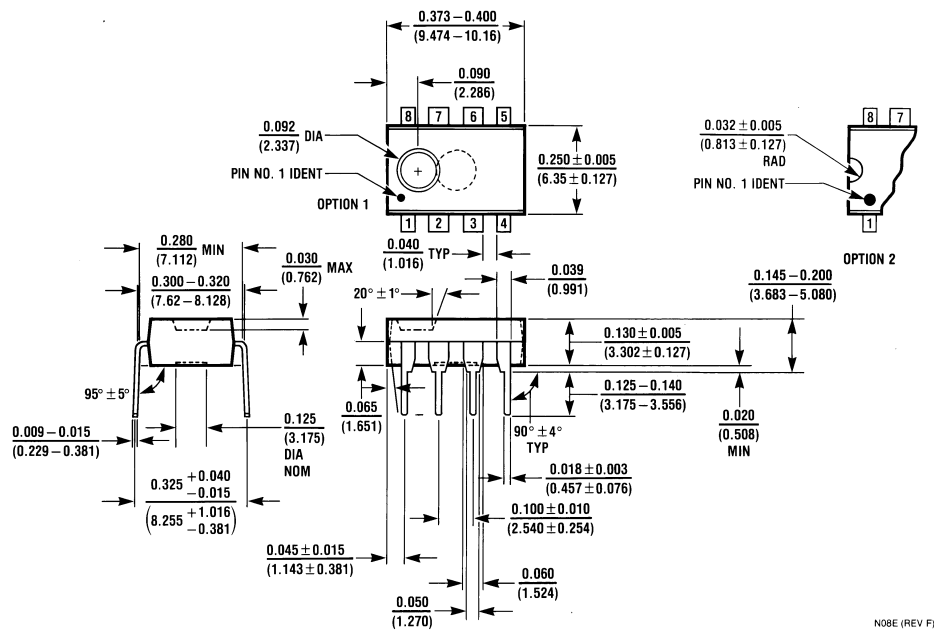 0.373 – 0.400
(9.474 – 10.16)
0.090
(2.286)
8 7 6 5
0.092 DIA
(2.337)
PIN NO. 1 IDENT
OPTION 1
1 2 3 4
0.250 ± 0.005
(6.35 ± 0.127)
8 7
0.032 ± 0.005
(0.813 ± 0.127)
RAD
PIN NO. 1 IDENT
1
OPTION 2
0.280 MIN
(7.112)
0.030 MAX
(0.762)
0.300 – 0.320
(7.62 – 8.128)
0.040 TYP
(1.016)
0.039
(0.991)
0.145 – 0.200
(3.683 – 5.080)
20° ± 1°
0.130 ± 0.005
(3.302 ± 0.127)
95° ± 5°
0.065
(1.651)
0.125 – 0.140
(3.175 – 3.556)
0.020
(0.508)
MIN
0.125
(3.175)
DIA
NOM
90° ± 4°
TYP
0.009 – 0.015
(0.229 – 0.381)
0.018 ± 0.003
(0.457 ± 0.076)
0.325 +0.040
−0.015
(8.255 +1.016
−0.381)
0.100 ± 0.010
(2.540 ± 0.254)
0.045 ± 0.015
(1.143 ± 0.381)
0.060
(1.524)
0.050
(1.270)
N08E (REV F)